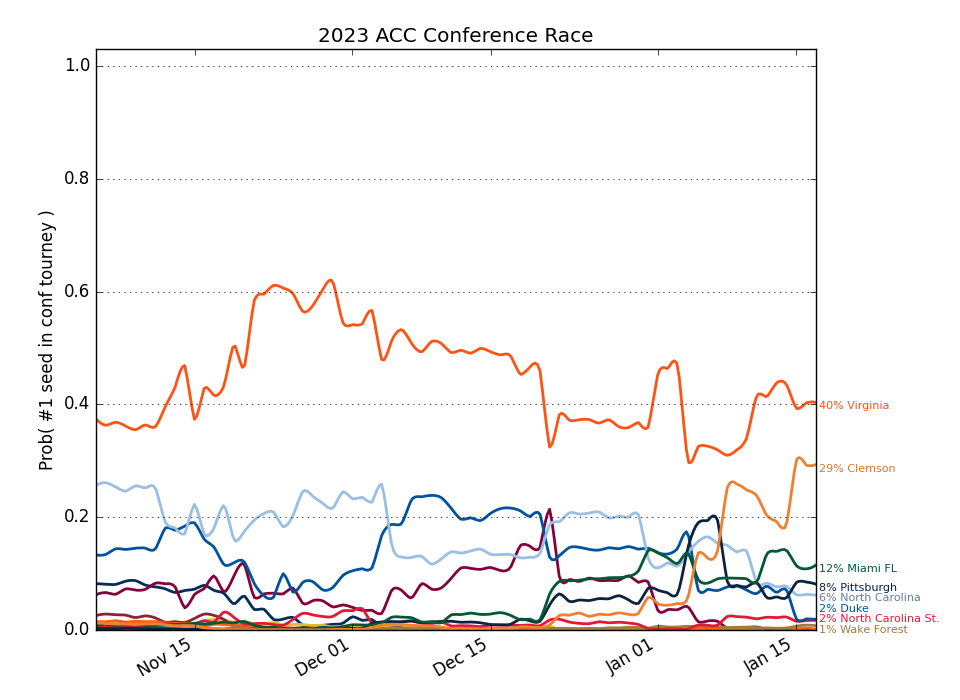 2023 ACC Conference Race
Prob( #1 seed in conf tourney )
1.0
0.8
0.6
0.4
0.2
0.0
Nov 15
Dec 01
Dec 15
Jan 01
Jan 15
40% Virginia
29% Clemson
12% Miami FL
8% Pittsburgh
6% North Carolina
2% Duke
2% North Carolina St.
1% Wake Forest